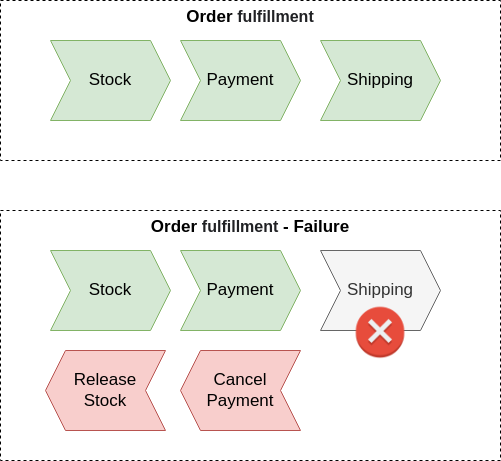 Order fulfillment
Stock
Payment
Shipping
Order fulfillment - Failure
Stock
Payment
Shipping
Release
Stock
Cancel
Payment